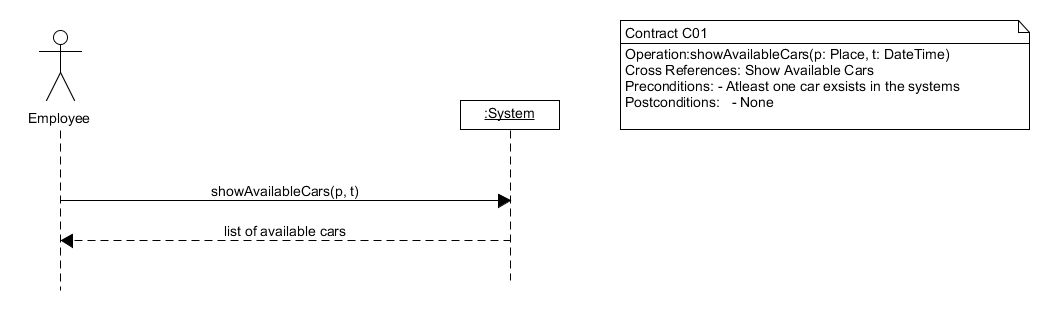 Employee
:System
showAvailableCars(p, t)
list of available cars
Contract C01
Operation:showAvailableCars(p: Place, t: DateTime)
Cross References: Show Available Cars
Preconditions: - Atleast one car exsists in the systems
Postconditions: - None